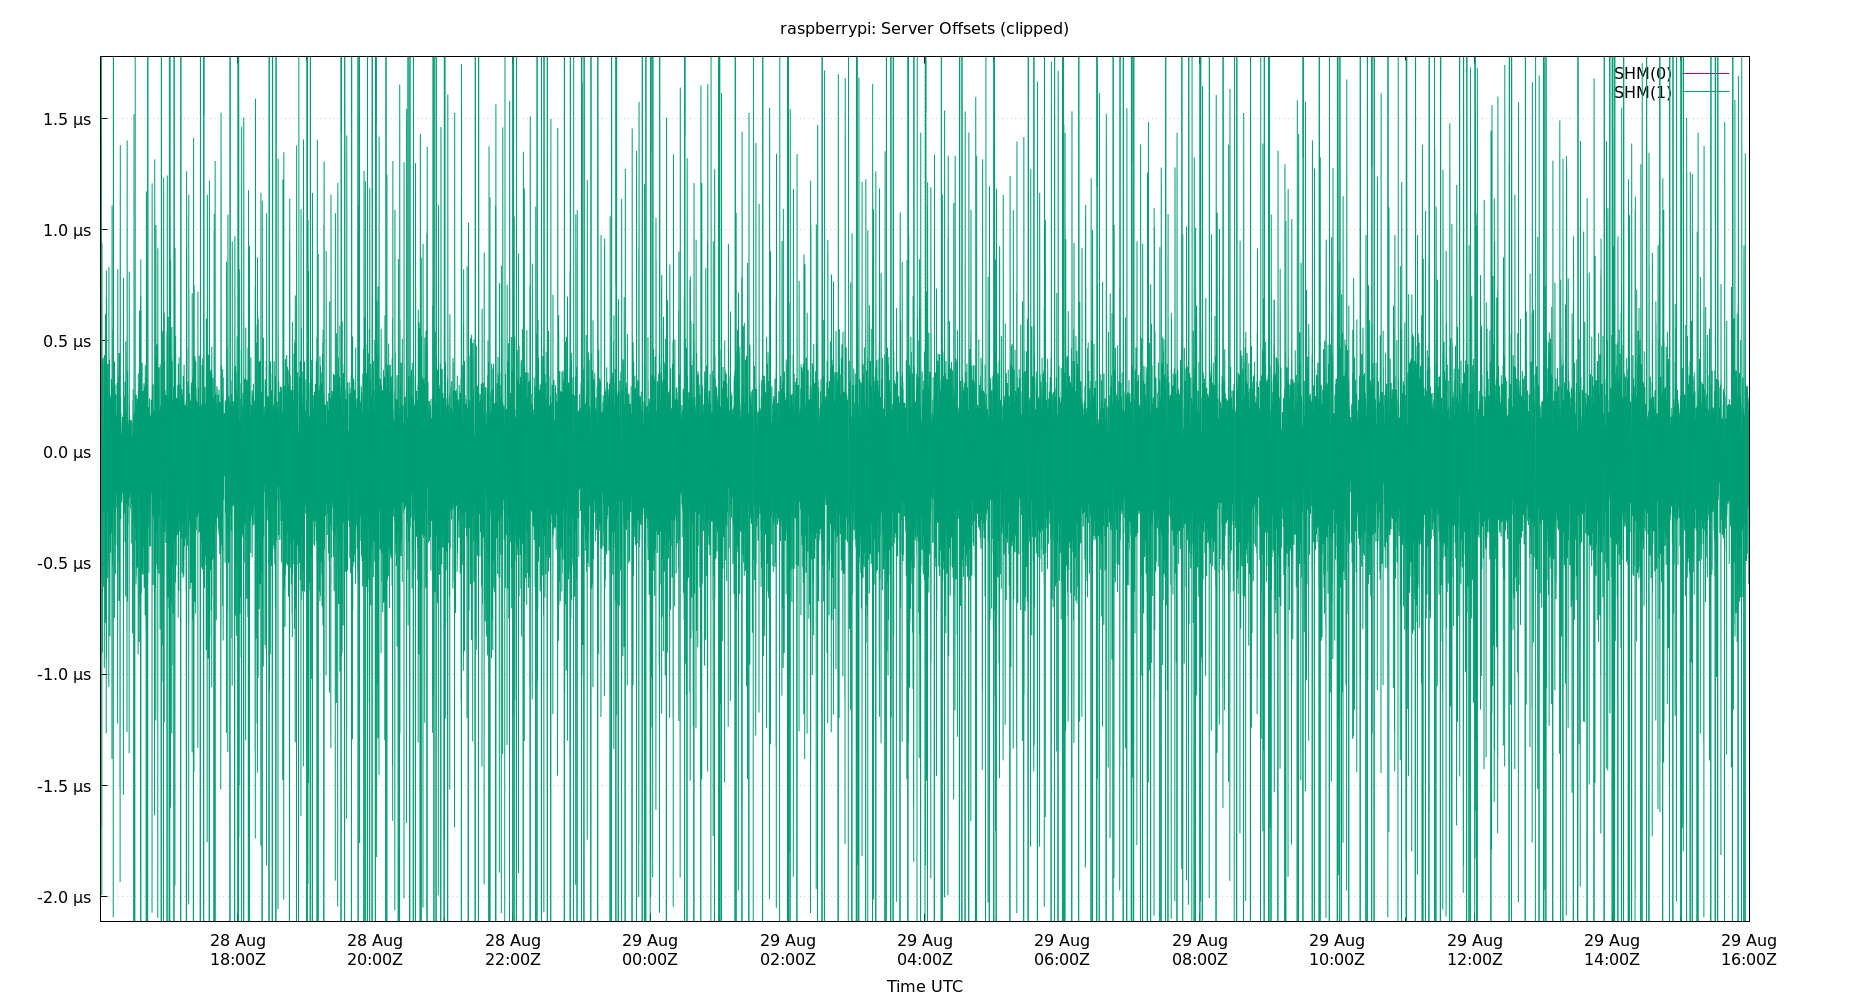 raspberrypi: Server Offsets (clipped)
SHM(0)
SHM(1)
1.5 µs
1.0 µs
0.5 µs
0.0 µs
-0.5 µs
-1.0 µs
-1.5 µs
-2.0 µs
28 Aug 28 Aug 28 Aug 29 Aug 29 Aug 29 Aug 29 Aug 29 Aug 29 Aug 29 Aug 29 Aug 29 Aug
18:00Z 20:00Z 22:00Z 00:00Z 02:00Z 04:00Z 06:00Z 08:00Z 10:00Z 12:00Z 14:00Z 16:00Z
Time UTC